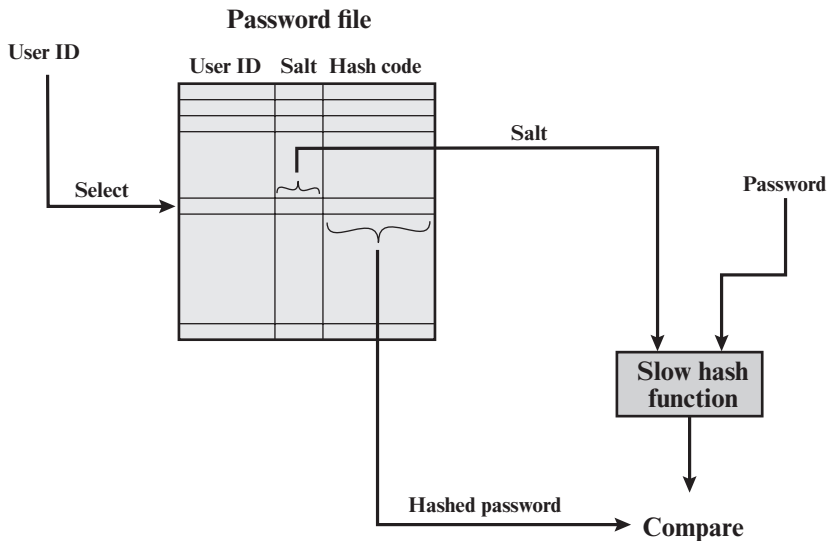 Password file
User ID
User ID Salt Hash code
Salt
Select
Password
Slow hash
function
Hashed password
Compare